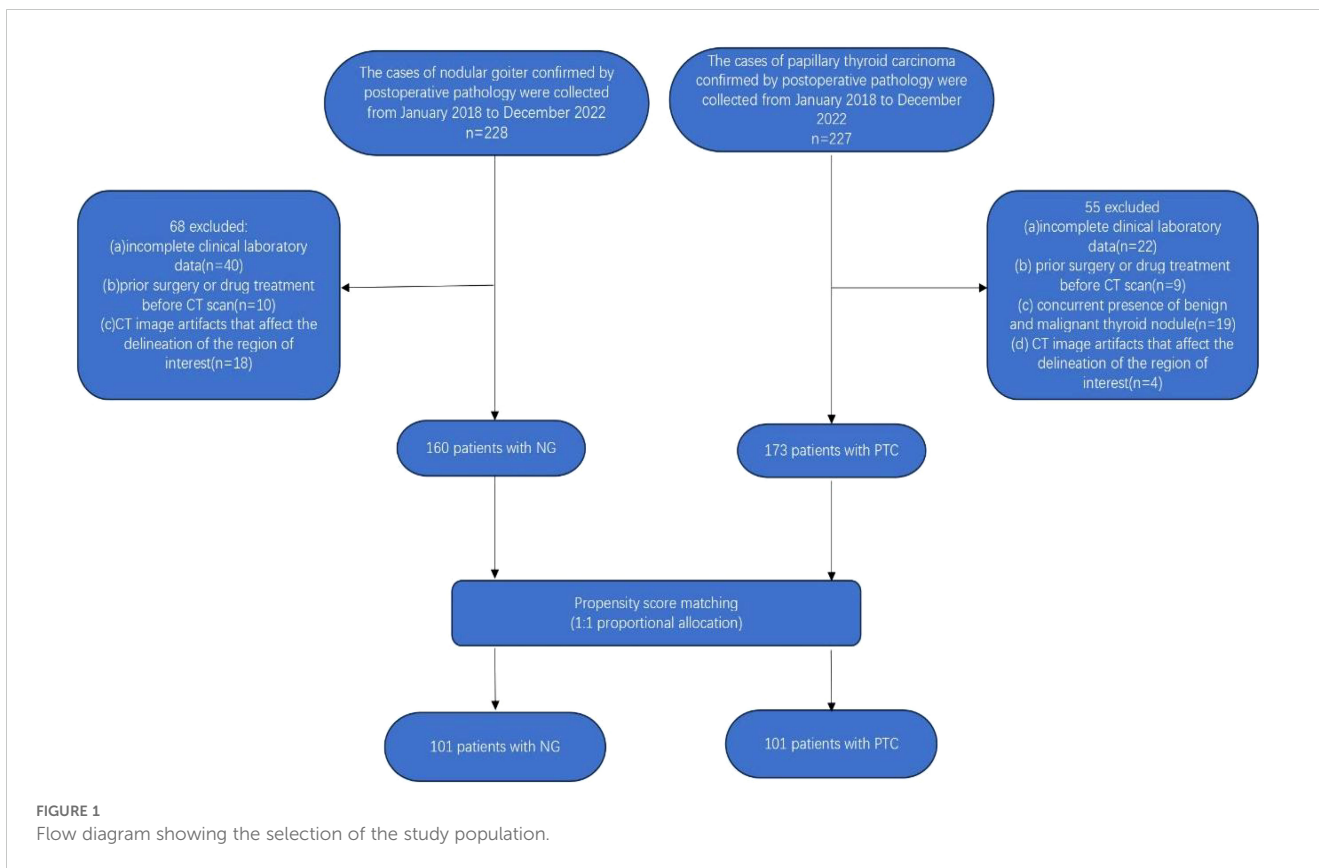 The cases of nodular goiter confirmed by
postoperative pathology were collected
from January 2018 to December 2022
n=228
The cases of papillary thyroid carcinoma
confirmed by postoperative pathology were
collected from January 2018 to December
2022
n=227
68 excluded:
(a)incomplete clinical laboratory
data(n=40)
(b)prior surgery or drug treatment
before CT scan(n=10)
(c)CT image artifacts that affect the
delineation of the region of
interest(n=18)
55 excluded
(a)incomplete clinical laboratory
data(n=22)
(b) prior surgery or drug treatment
before CT scan(n=9)
(c) concurrent presence of benign
and malignant thyroid nodule(n=19)
(d) CT image artifacts that affect the
delineation of the region of
interest(n=4)
160 patients with NG
173 patients with PTC
Propensity score matching
(1:1 proportional allocation)
101 patients with NG
101 patients with PTC
FIGURE 1
Flow diagram showing the selection of the study population.